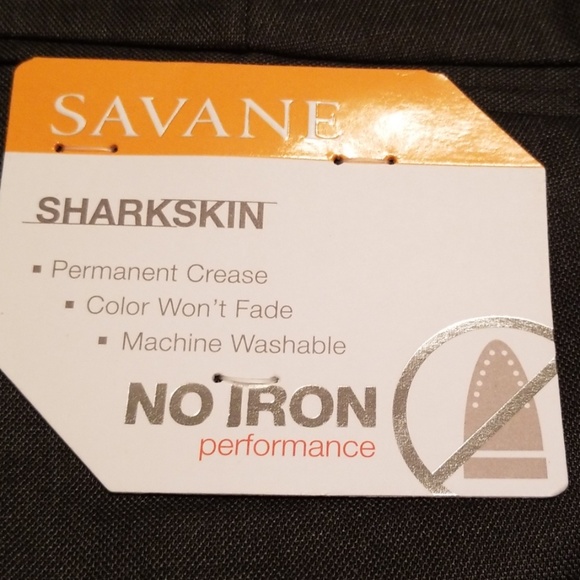 SAVANE
SHARKSKIN
▪ Permanent Crease
▪ Color Won't Fade
▪ Machine Washable
NO IRON
performance